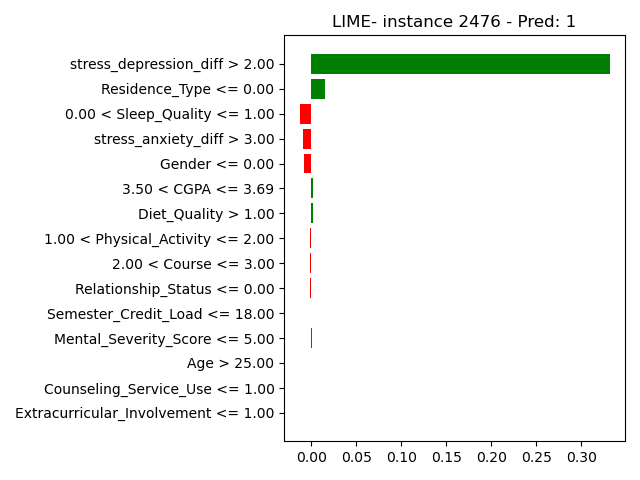 LIME- instance 2476 - Pred: 1
stress_depression_diff > 2.00
Residence_Type <= 0.00
0.00 < Sleep_Quality <= 1.00
stress_anxiety_diff > 3.00
Gender <= 0.00
3.50 < CGPA <= 3.69
Diet_Quality > 1.00
1.00 < Physical_Activity <= 2.00
2.00 < Course <= 3.00
Relationship_Status <= 0.00
Semester_Credit_Load <= 18.00
Mental_Severity_Score <= 5.00
Age > 25.00
Counseling_Service_Use <= 1.00
Extracurricular_Involvement <= 1.00
0.00 0.05 0.10 0.15 0.20 0.25 0.30